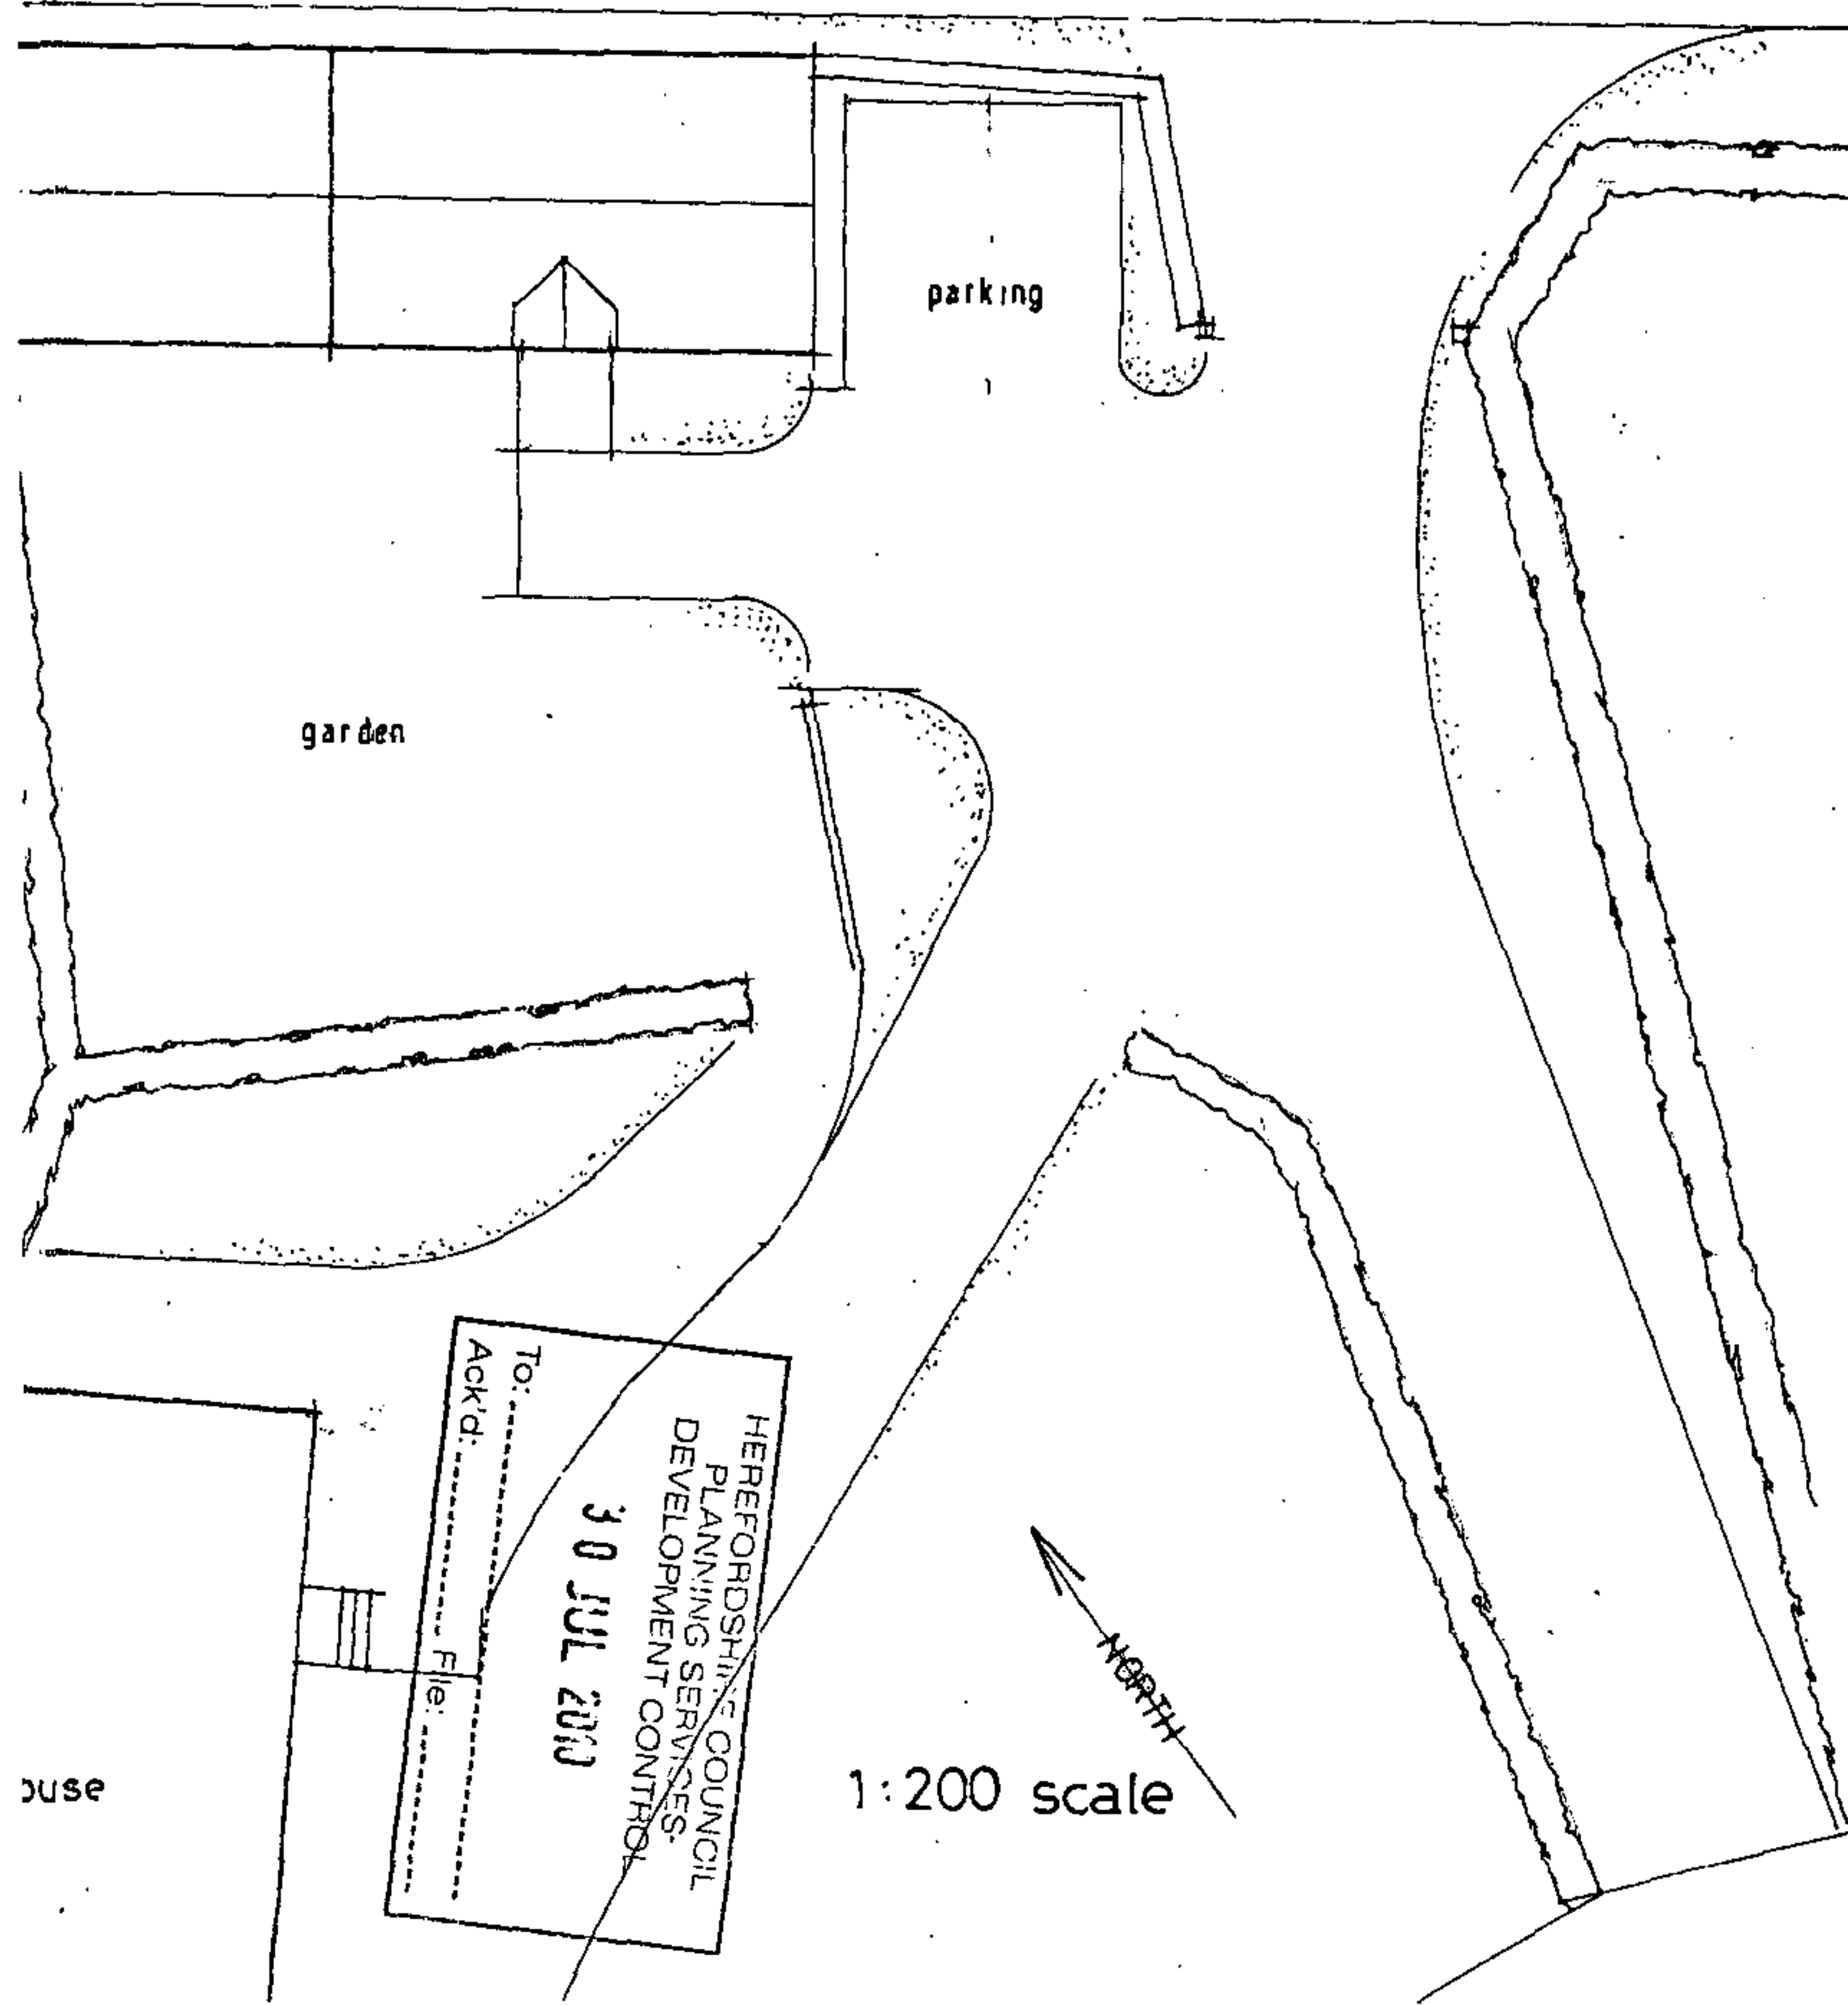 parking
garden
HEREFORDSHIRE COUNCIL
PLANNING SERVICES
DEVELOPMENT CONTROL
30 JUL 2010
To:
Ack'd: File:
NORTH
1:200 scale
ouse